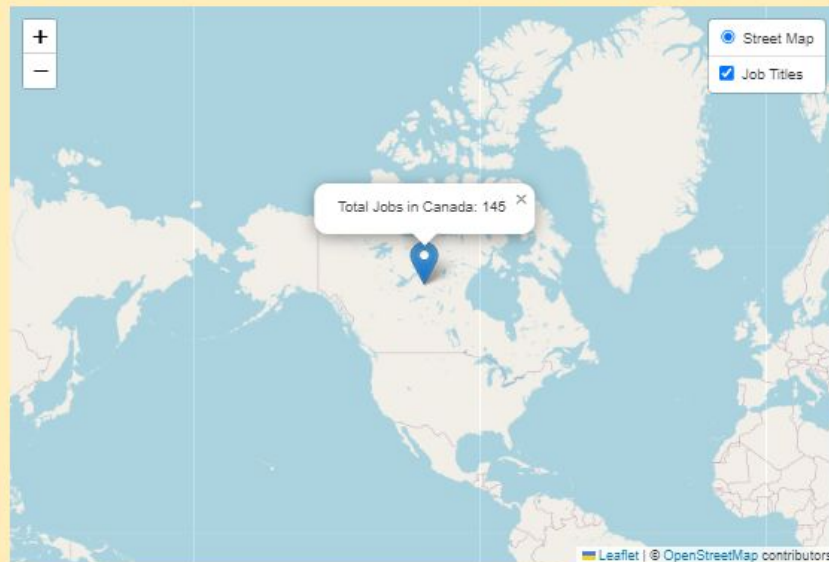 +
−
Street Map
Job Titles
Total Jobs in Canada: 145 ×
Leaflet | © OpenStreetMap contributors